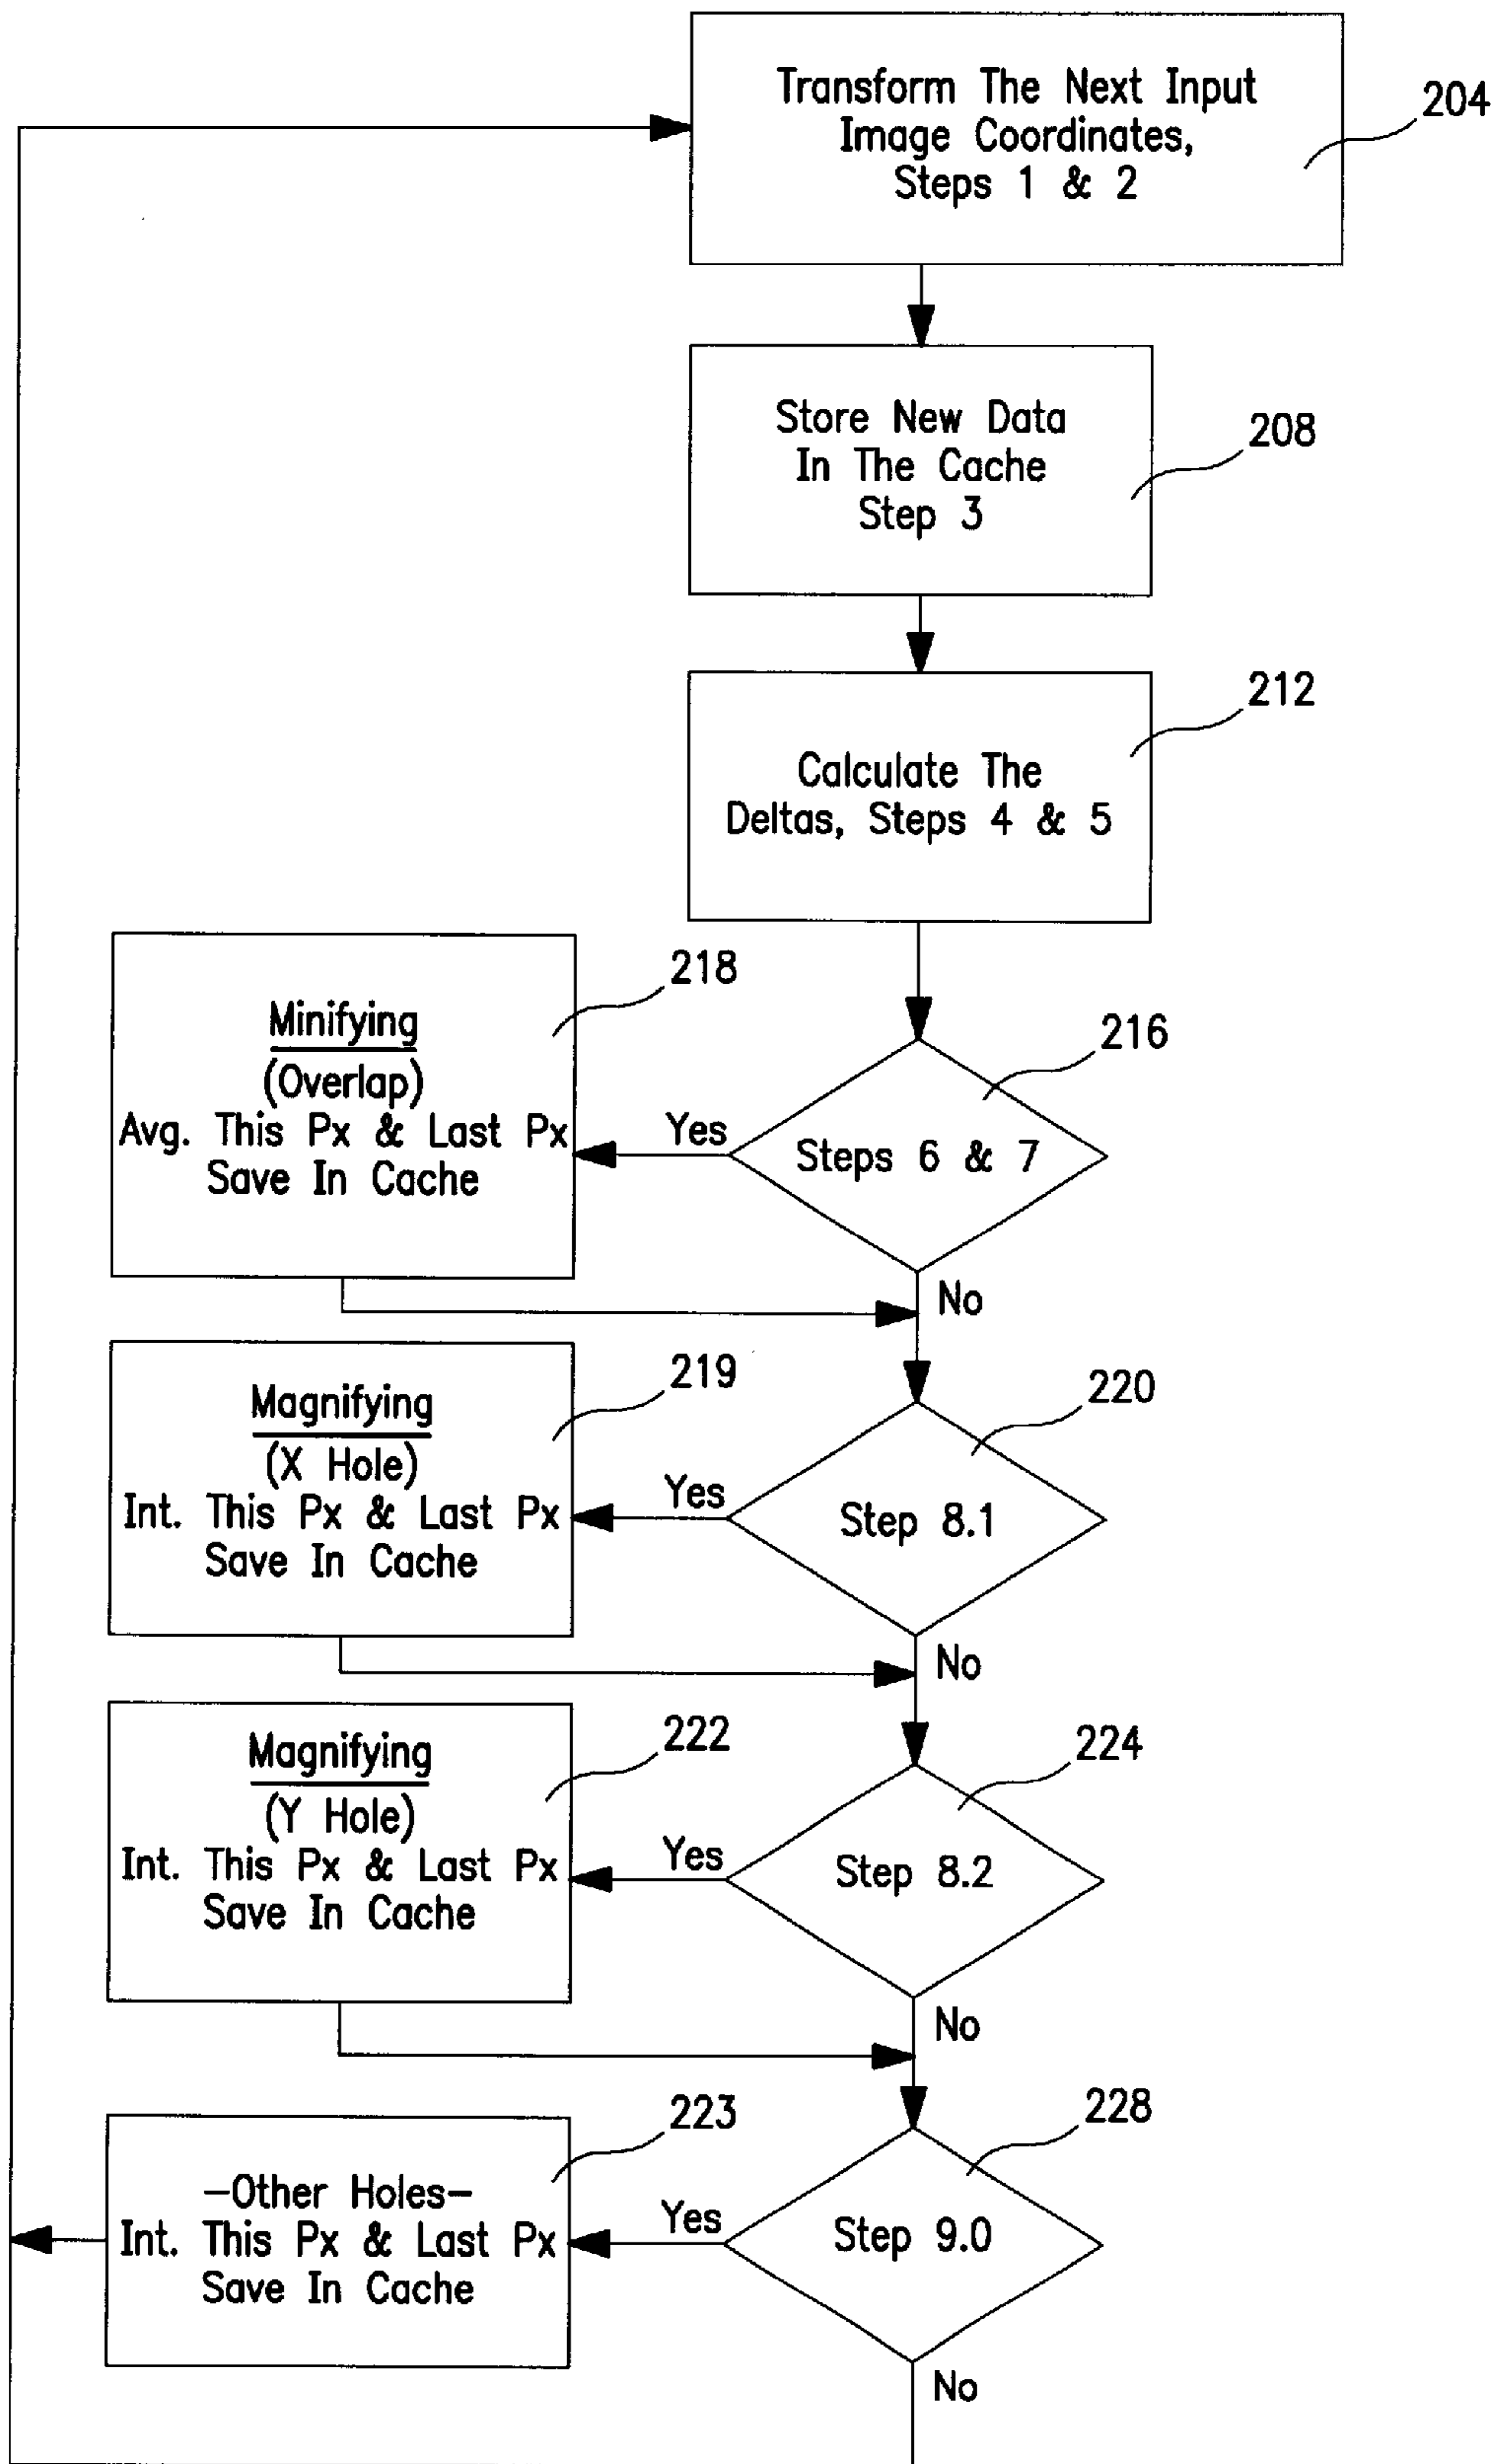 Transform The Next Input
Image Coordinates,
Steps 1 & 2
204
Store New Data
In The Cache
Step 3
208
Calculate The
Deltas, Steps 4 & 5
212
Minifying
(Overlap)
Avg. This Px & Last Px
Save In Cache
218
Yes
Steps 6 & 7
216
No
Magnifying
(X Hole)
Int. This Px & Last Px
Save In Cache
219
Yes
Step 8.1
220
No
Magnifying
(Y Hole)
Int. This Px & Last Px
Save In Cache
222
Yes
Step 8.2
224
No
–Other Holes–
Int. This Px & Last Px
Save In Cache
223
Yes
Step 9.0
228
No